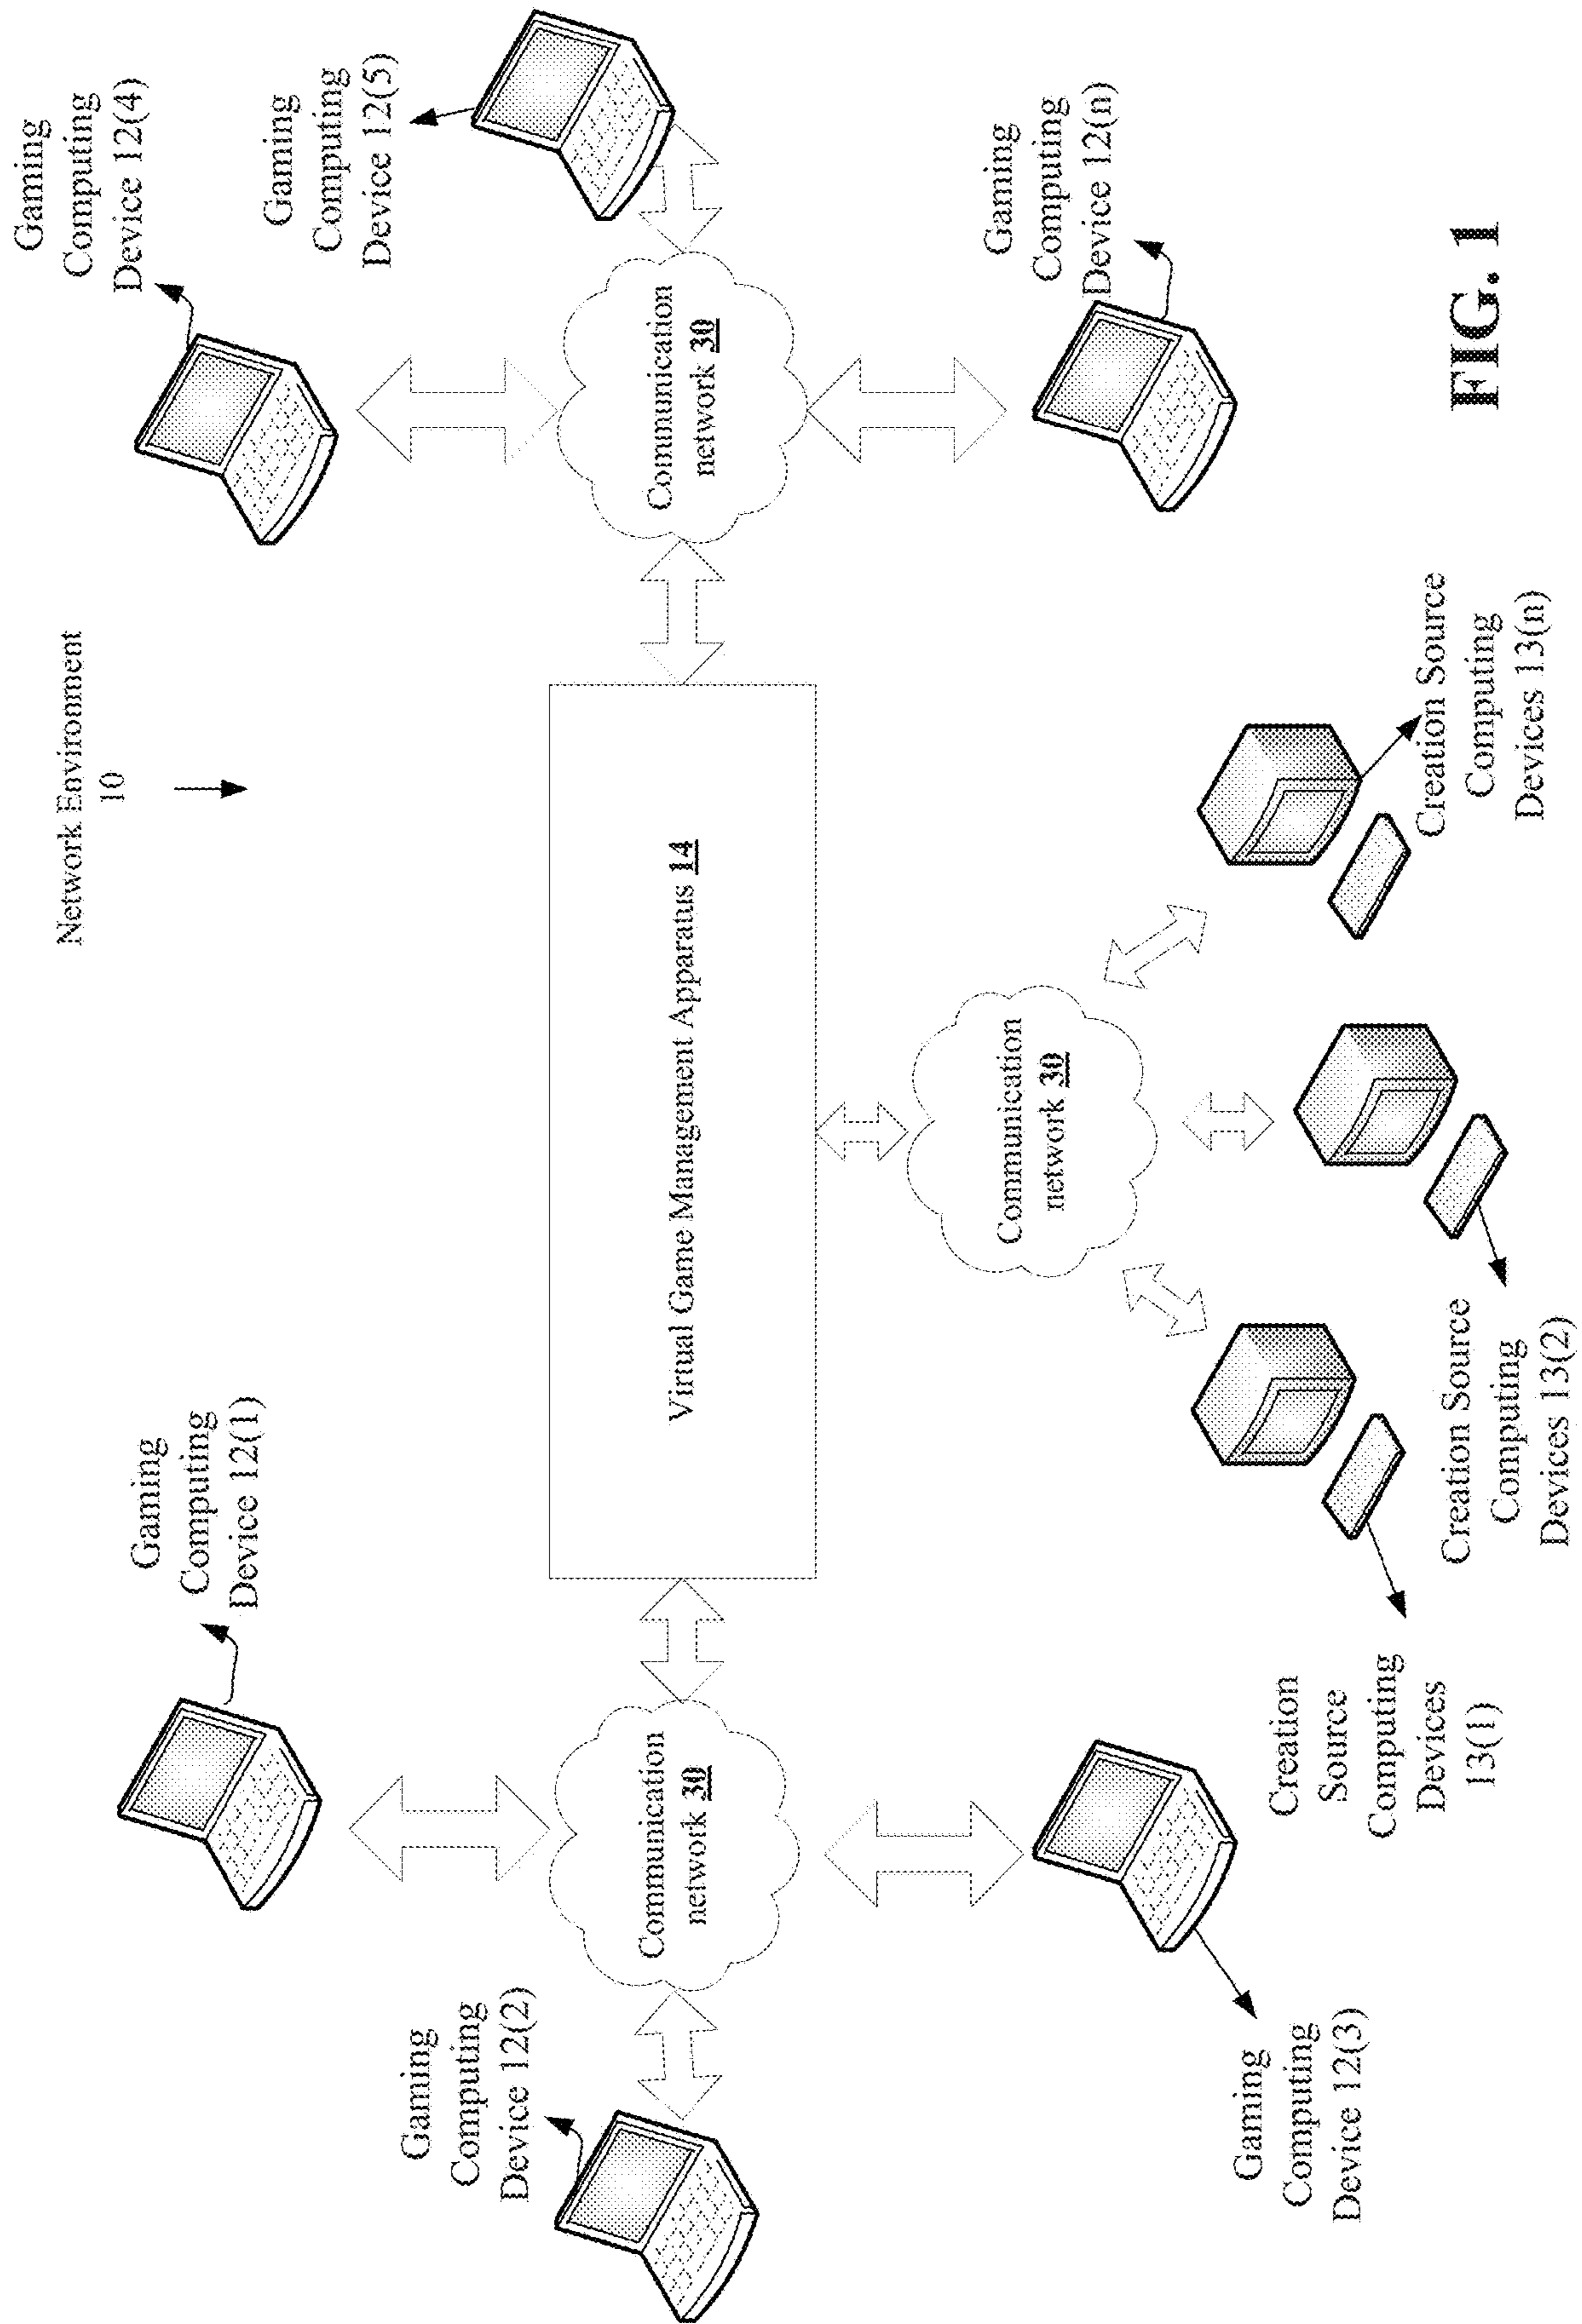 Network Environment
10
Gaming
Computing
Device 12(1)
Gaming
Computing
Device 12(4)
Gaming
Computing
Device 12(2)
Gaming
Computing
Device 12(5)
Communication
network 30
Virtual Game Management Apparatus 14
Communication
network 30
Communication
network 30
Gaming
Computing
Device 12(3)
Gaming
Computing
Device 12(n)
Creation
Source
Computing
Devices
13(1)
Creation Source
Computing
Devices 13(2)
Creation Source
Computing
Devices 13(n)
FIG. 1